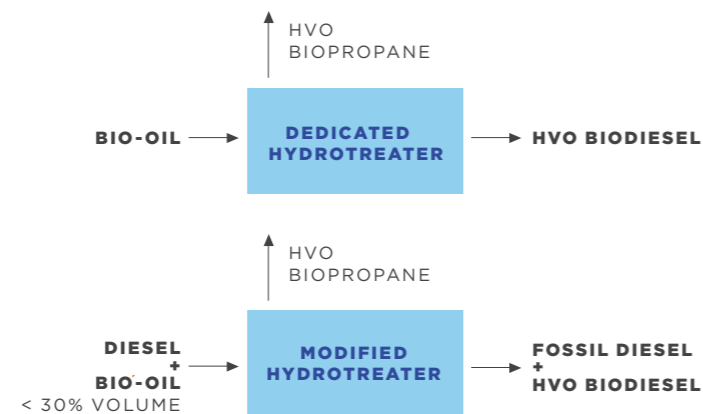 HVO
BIOPROPANE
BIO-OIL
DEDICATED
HYDROTREATER
HVO BIODIESEL
HVO
BIOPROPANE
DIESEL
+
BIO-OIL
< 30% VOLUME
MODIFIED
HYDROTREATER
FOSSIL DIESEL
+
HVO BIODIESEL